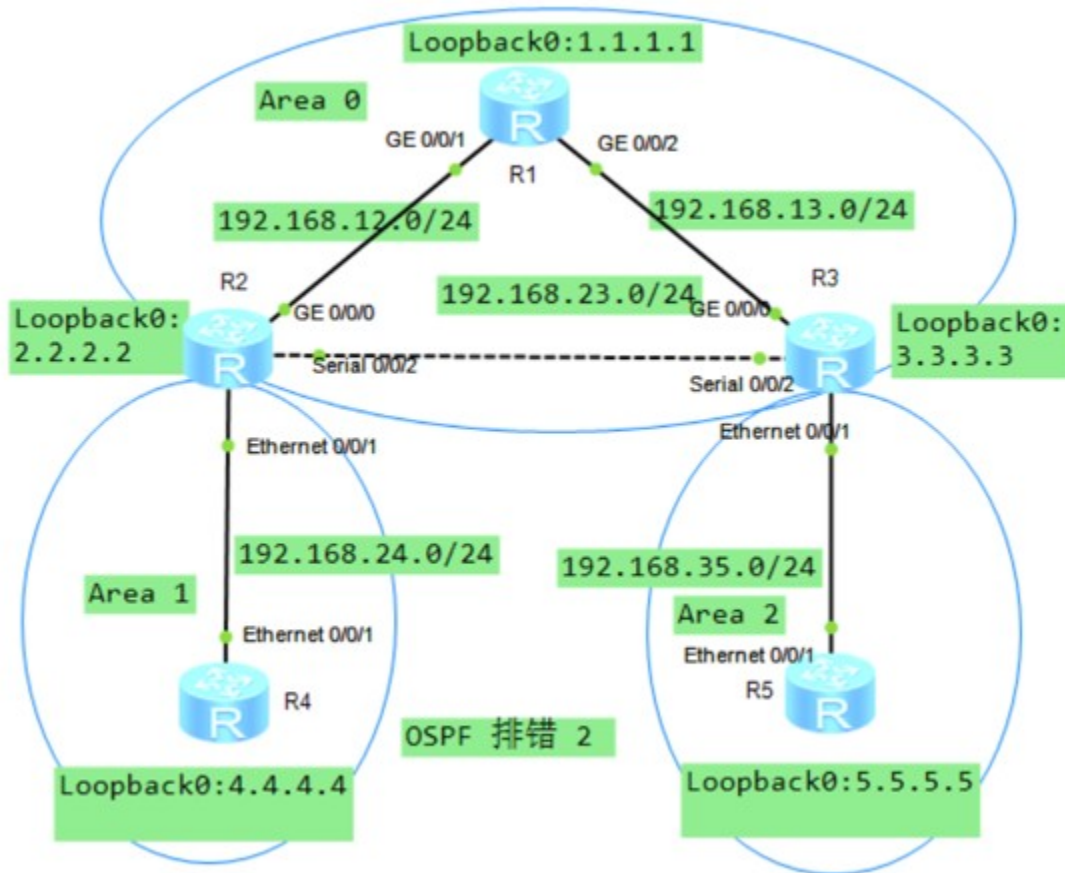 Loopback0:1.1.1.1
Area 0
GE 0/0/1
GE 0/0/2
R
R1
192.168.12.0/24
192.168.13.0/24
R2
192.168.23.0/24
R3
GE 0/0/0
GE 0/0/0
Loopback0:
2.2.2.2
R
Serial 0/0/2
Serial 0/0/2
R
Loopback0:
3.3.3.3
Ethernet 0/0/1
Ethernet 0/0/1
192.168.24.0/24
192.168.35.0/24
Area 1
Area 2
Ethernet 0/0/1
Ethernet 0/0/1
R
R4
R5
R
OSPF 排错 2
Loopback0:4.4.4.4
Loopback0:5.5.5.5